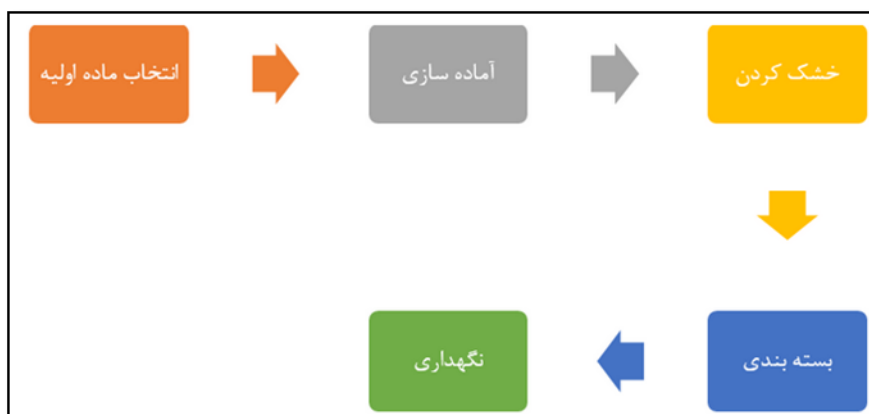 انتخاب ماده اولیه
آماده سازی
خشک کردن
بسته بندی
نگهداری